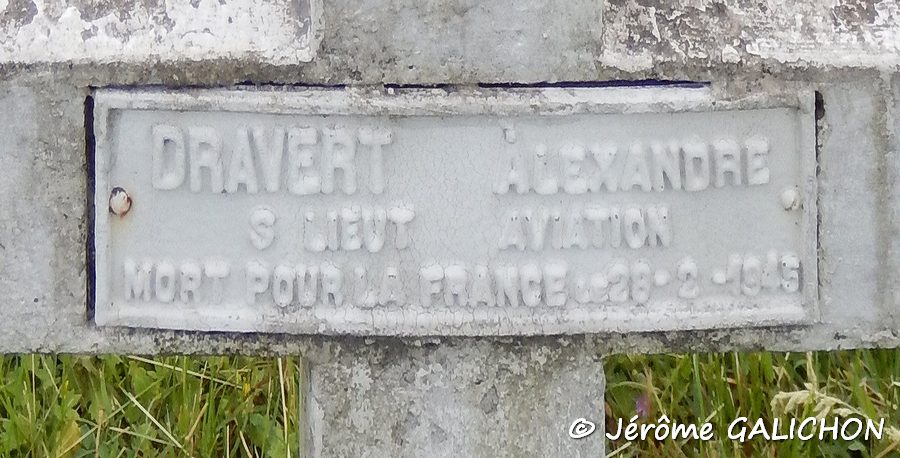 DRAVERT ALEXANDRE
S LIEUT AVIATION
MORT POUR LA FRANCE LE 28-2-1945
© Jérôme GALICHON